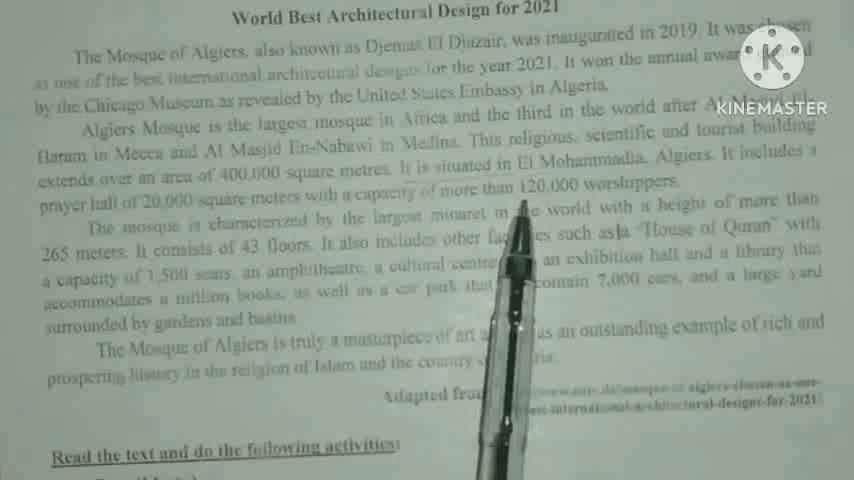 World Best Architectural Design for 2021
The Mosque of Algiers, also known as Djemaa El Djazair, was inaugurated in 2019. It was chosen
as one of the best international architectural designs for the year 2021. It won the annual award
by the Chicago Museum as revealed by the United States Embassy in Algeria.
Algiers Mosque is the largest mosque in Africa and the third in the world after Al Masjid El-
Haram in Mecca and Al Masjid En-Nabawi in Medina. This religious, scientific and tourist building
extends over an area of 400.000 square metres. It is situated in El Mohammadia, Algiers. It includes a
prayer hall of 20,000 square meters with a capacity of more than 120,000 worshippers.
The mosque is characterized by the largest minaret in the world with a height of more than
265 meters. It consists of 43 floors. It also includes other such as a "House of Quran" with
a capacity of 1,500 seats, an amphitheatre, a cultural an exhibition hall and a library that
accommodates a million books, as well as a car park that contain 7,000 cars, and a large yard
surrounded by gardens and basins.
The Mosque of Algiers is truly a masterpiece of art as an outstanding example of rich and
prospering history in the religion of Islam and the country
Adapted from mosque-of-algiers-chosen-as-one-
best-international-architectural-designs-for-2021
Read the text and do the following activities:
K
KINEMASTER